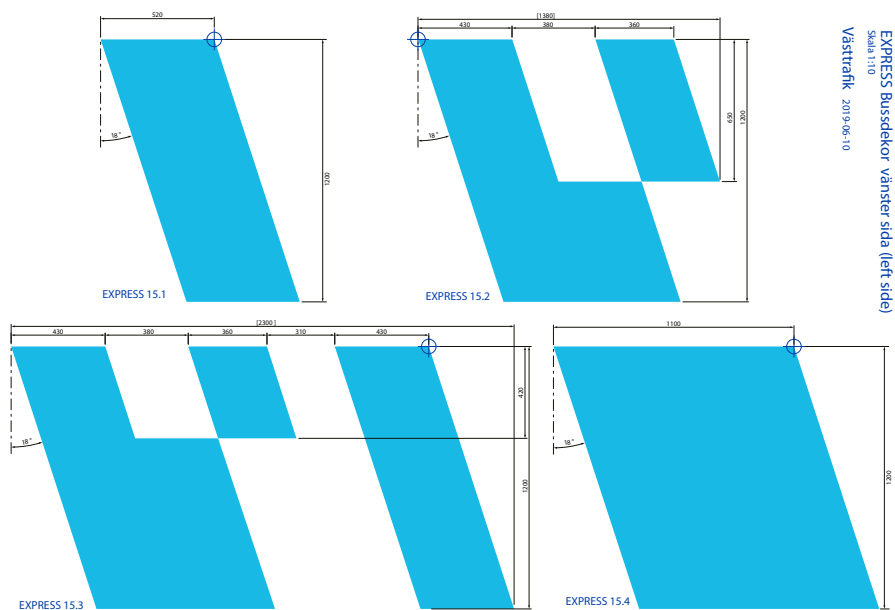 EXPRESS Bussdekor vänster sida (left side)
Skala 1:10
Västtrafik 2019-06-10
520
18°
1200
EXPRESS 15.1
[1380]
430 380 360
18°
650
1200
EXPRESS 15.2
[2300]
430 380 360 310 430
18°
420
1200
EXPRESS 15.3
1100
18°
1200
EXPRESS 15.4